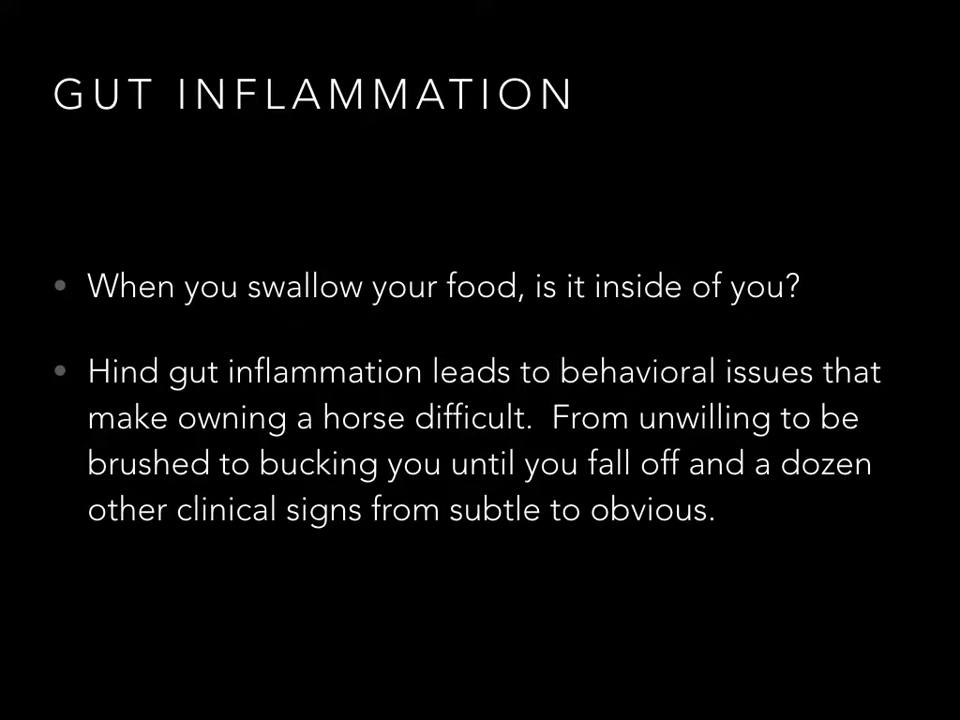 GUT INFLAMMATION
• When you swallow your food, is it inside of you?
• Hind gut inflammation leads to behavioral issues that
make owning a horse difficult.  From unwilling to be
brushed to bucking you until you fall off and a dozen
other clinical signs from subtle to obvious.